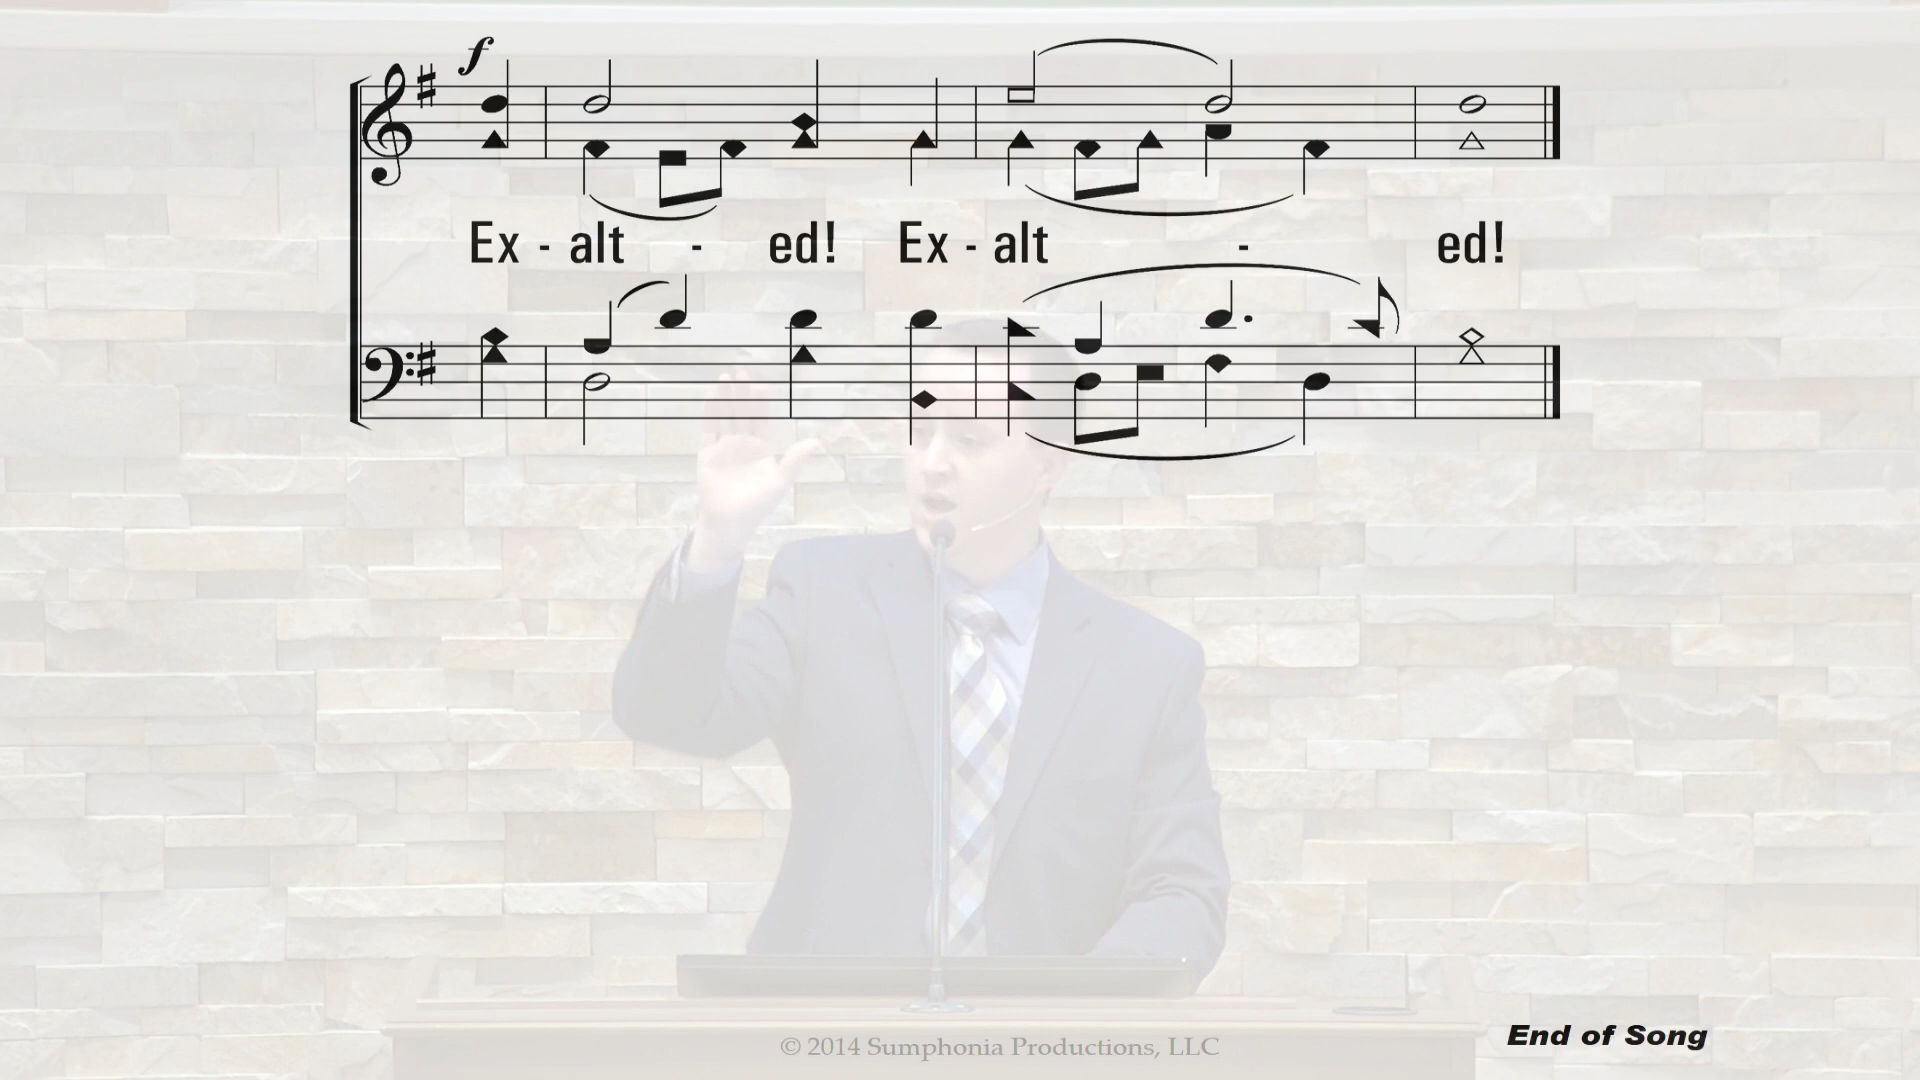 f
Ex - alt - ed! Ex - alt - ed!
© 2014 Sumphonia Productions, LLC
End of Song